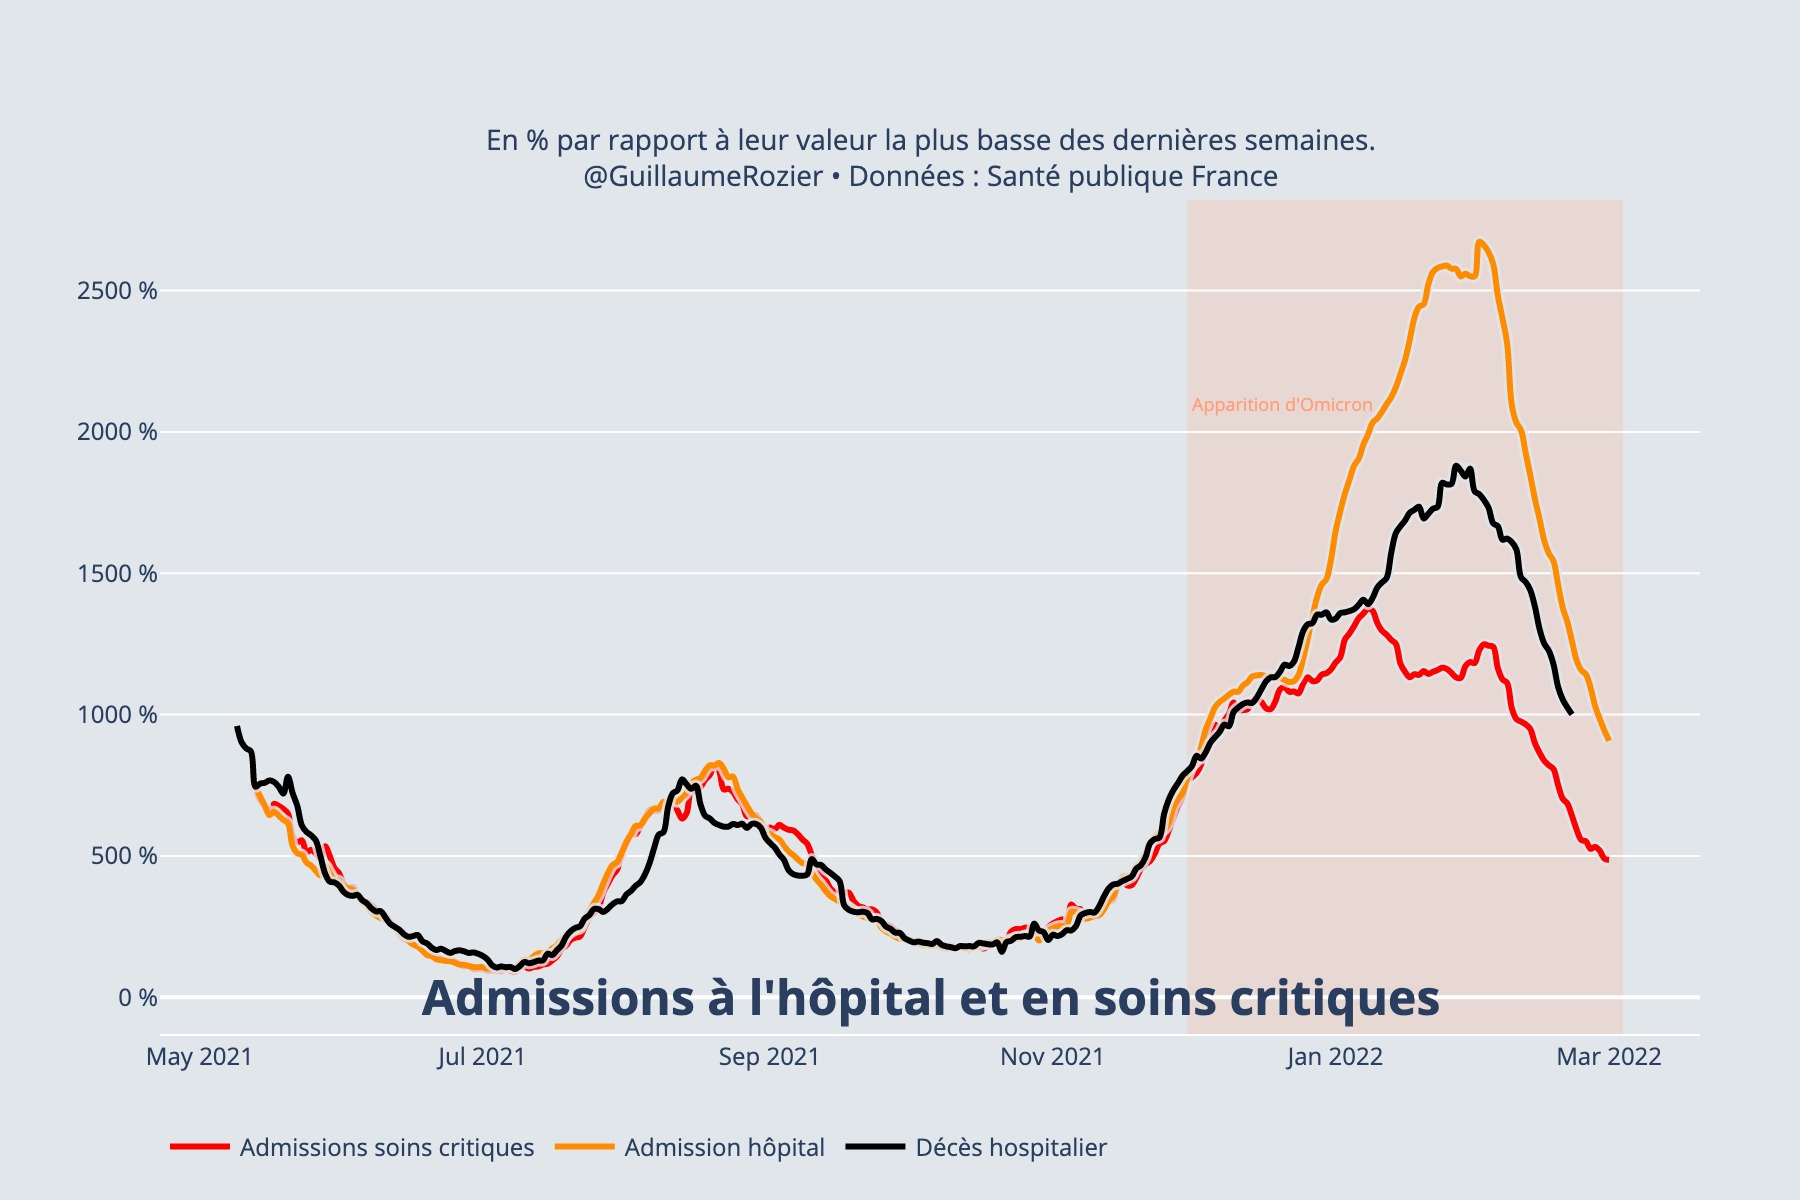 En % par rapport à leur valeur la plus basse des dernières semaines.
@GuillaumeRozier • Données : Santé publique France
2500 %
Apparition d'Omicron
2000 %
1500 %
1000 %
500 %
0 %
Admissions à l'hôpital et en soins critiques
May 2021
Jul 2021
Sep 2021
Nov 2021
Jan 2022
Mar 2022
Admissions soins critiques
Admission hôpital
Décès hospitalier